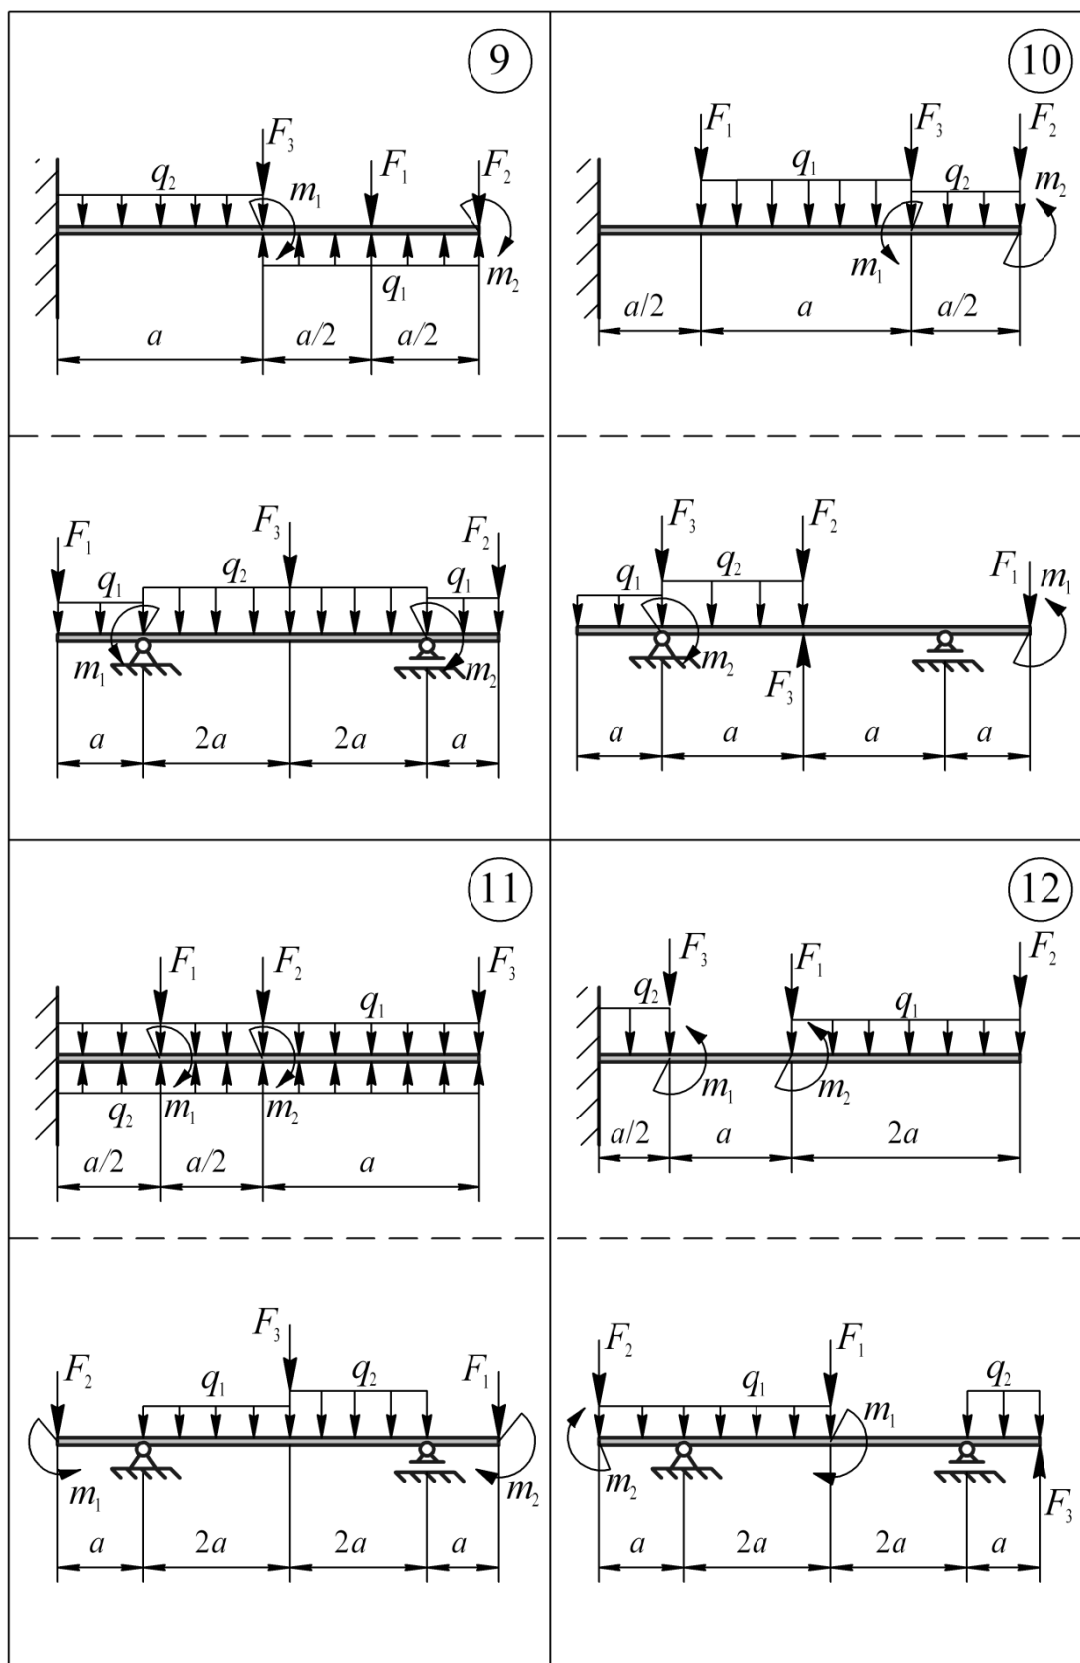 9
F₃
q₂ m₁ F₁ F₂
q₁ m₂
a a/2 a/2
F₁ q₁ F₃ q₂ F₂ q₁
m₁ m₂
a 2a 2a a
10
F₁ q₁ F₃ q₂ F₂ m₂
m₁
a/2 a a/2
q₁ F₃ q₂ F₂ F₁ m₁
m₂
F₃
a a a a
11
F₁ F₂ q₁ F₃
q₂ m₁ m₂
a/2 a/2 a
F₂ q₁ F₃ q₂ F₁
m₁ m₂
a 2a 2a a
12
q₂ F₃ F₁ q₁ F₂
m₁ m₂
a/2 a 2a
F₂ q₁ F₁ m₁ q₂
m₂ F₃
a 2a 2a a